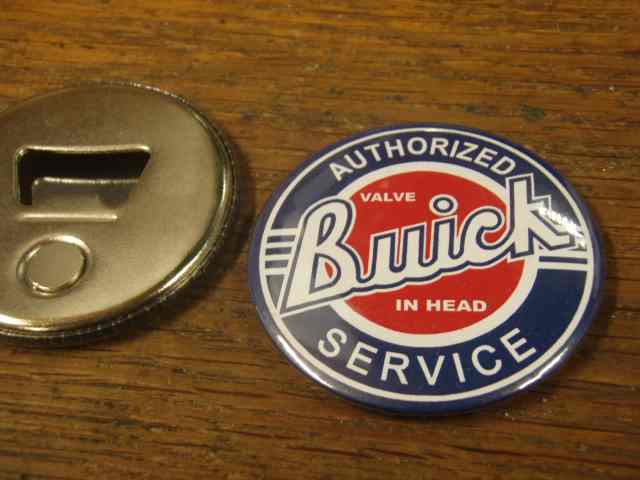 AUTHORIZED
VALVE
Buick
IN HEAD
SERVICE